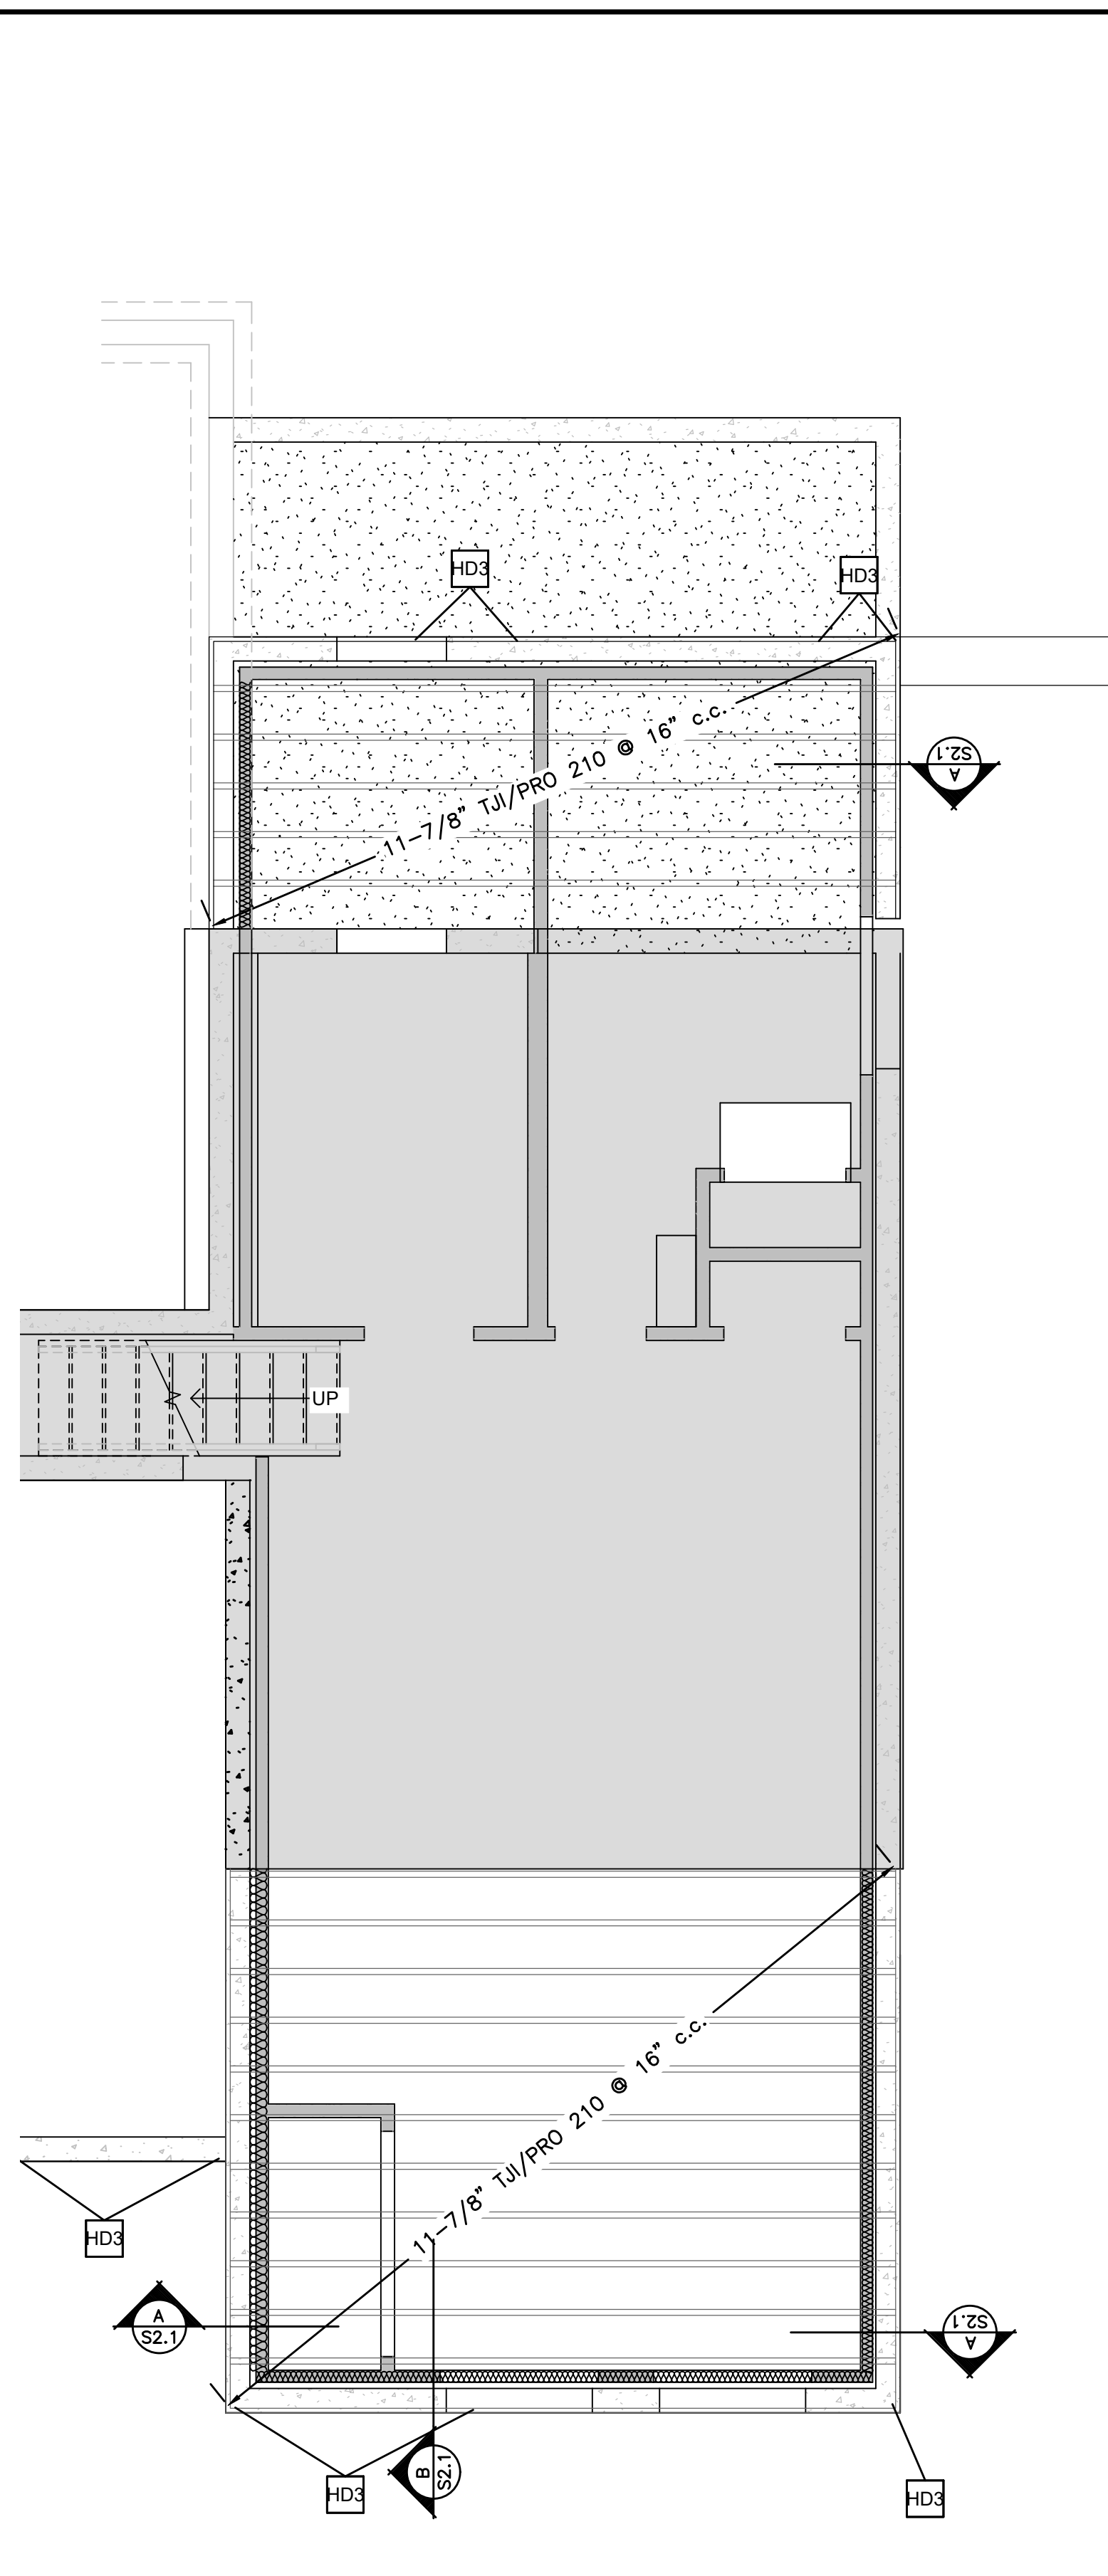 HD3
HD3
11-7/8" TJI/PRO 210 @ 16" c.c.
A
S2.1
UP
11-7/8" TJI/PRO 210 @ 16" c.c.
HD3
A
S2.1
A
S2.1
B
S2.1
HD3
HD3